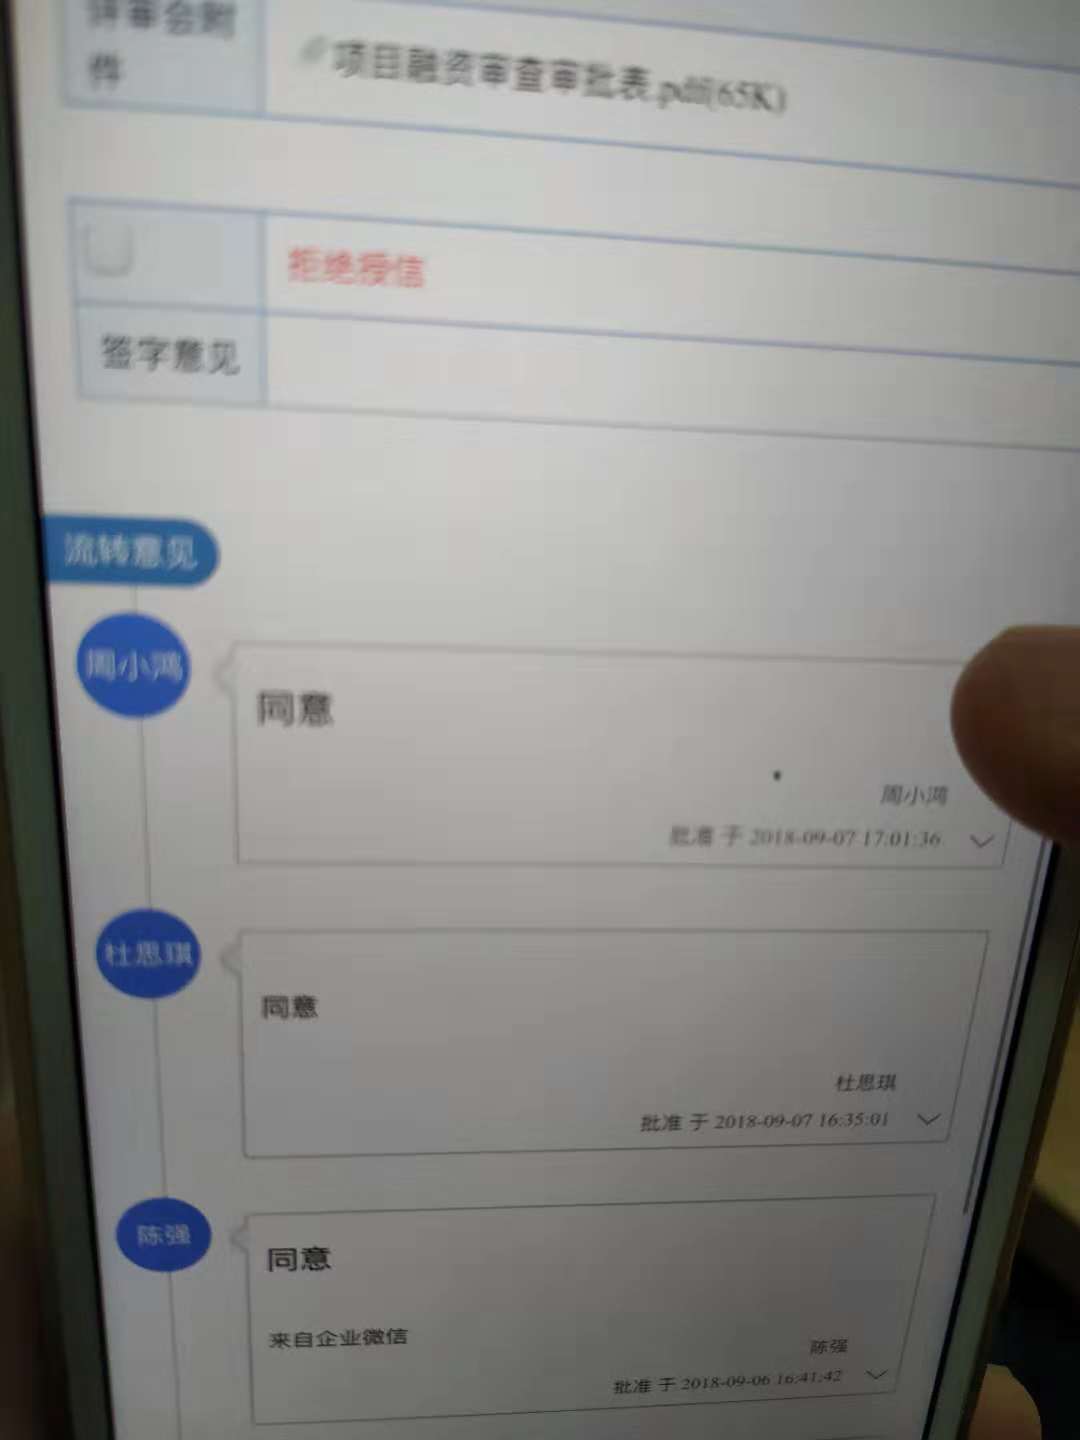 评审会附
件
项目融资审查审批表.pdf(65K)
拒绝授信
签字意见
流转意见
周小鸿
同意
周小鸿
批准 于 2018-09-07 17:01:36
杜思琪
同意
杜思琪
批准 于 2018-09-07 16:35:01
陈强
同意
来自企业微信
陈强
批准 于 2018-09-06 16:41:42